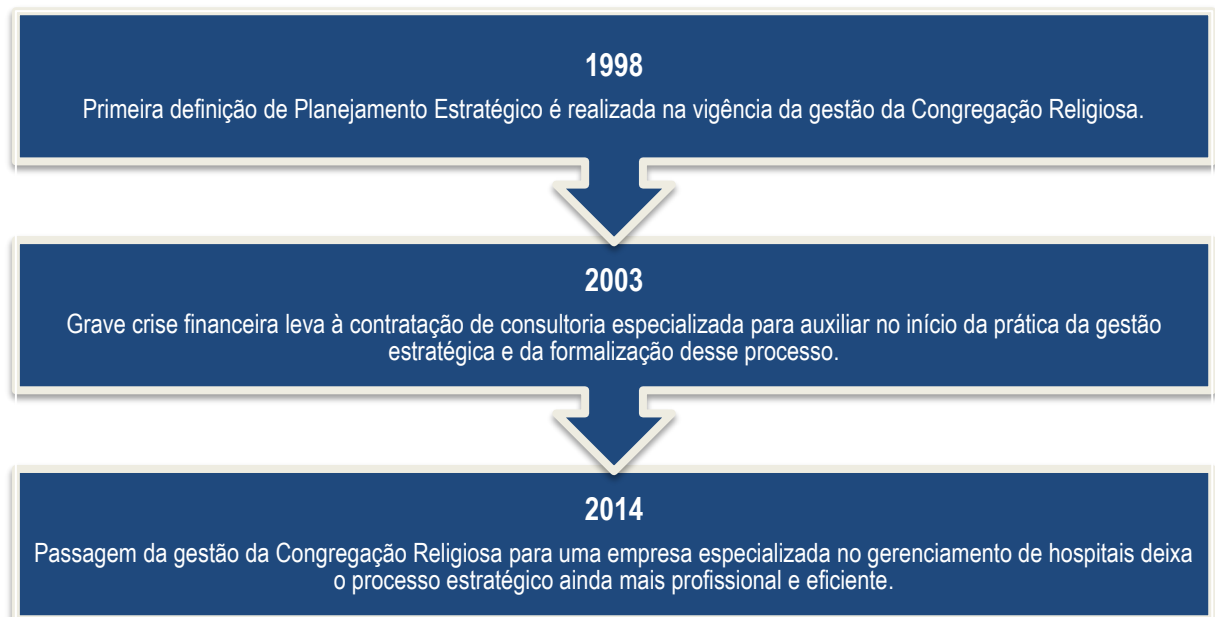 1998
Primeira definição de Planejamento Estratégico é realizada na vigência da gestão da Congregação Religiosa.
2003
Grave crise financeira leva à contratação de consultoria especializada para auxiliar no início da prática da gestão
estratégica e da formalização desse processo.
2014
Passagem da gestão da Congregação Religiosa para uma empresa especializada no gerenciamento de hospitais deixa
o processo estratégico ainda mais profissional e eficiente.